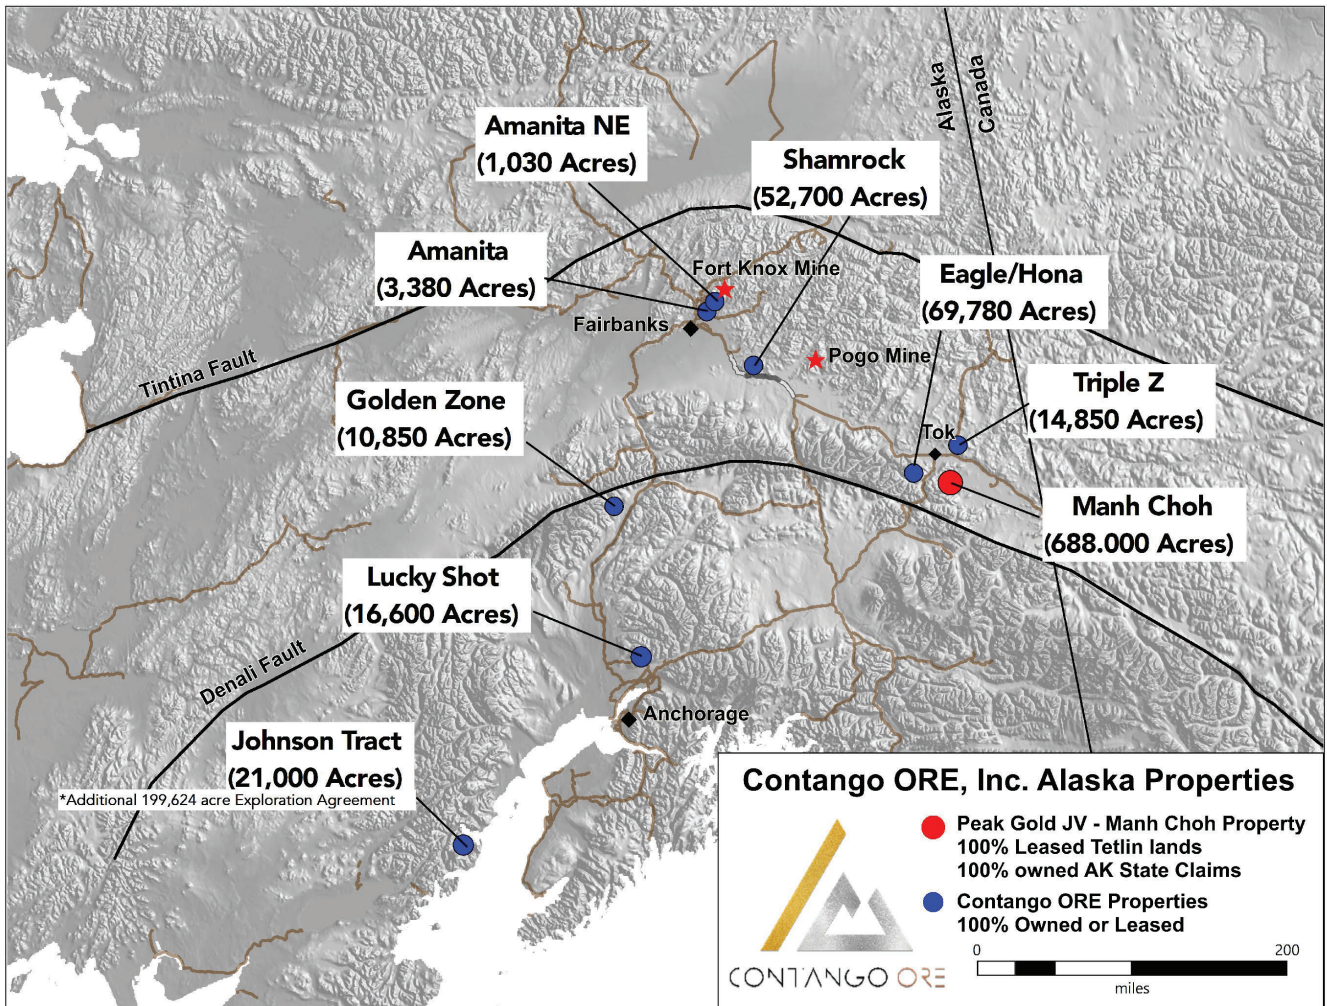 Alaska
Canada
Amanita NE
(1,030 Acres)
Shamrock
(52,700 Acres)
Amanita
(3,380 Acres)
Fort Knox Mine
Eagle/Hona
(69,780 Acres)
Fairbanks
Pogo Mine
Tintina Fault
Golden Zone
(10,850 Acres)
Triple Z
(14,850 Acres)
Tok
Manh Choh
(688.000 Acres)
Lucky Shot
(16,600 Acres)
Denali Fault
Anchorage
Johnson Tract
(21,000 Acres)
*Additional 199,624 acre Exploration Agreement
Contango ORE, Inc. Alaska Properties
Peak Gold JV - Manh Choh Property
100% Leased Tetlin lands
100% owned AK State Claims
Contango ORE Properties
100% Owned or Leased
CONTANGO ORE
0 200
miles